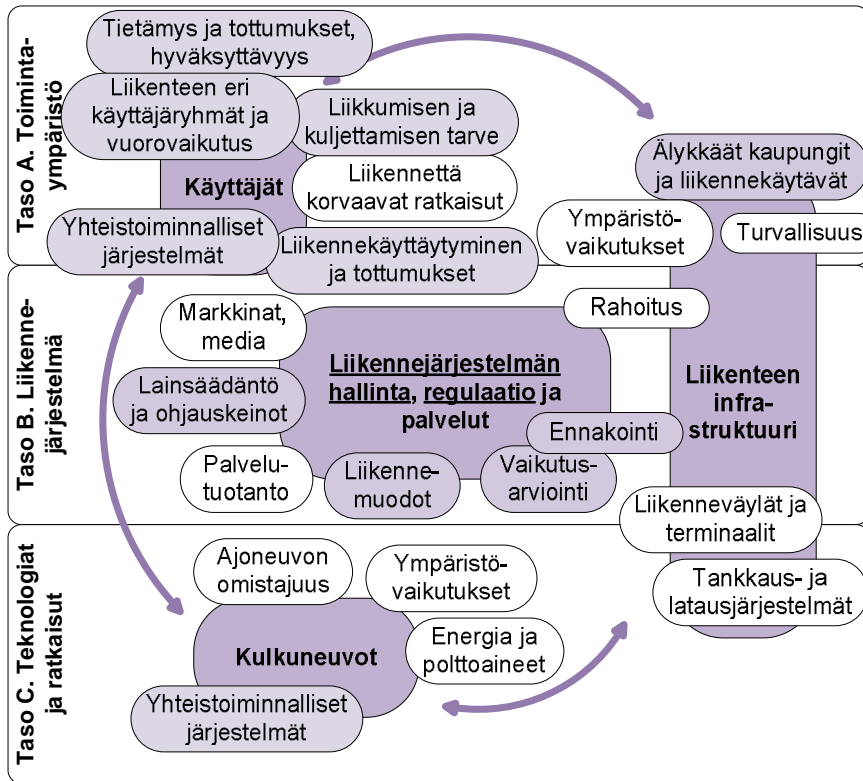 Taso A. Toiminta-
ympäristö
Tietämys ja tottumukset,
hyväksyttävyys
Liikenteen eri
käyttäjäryhmät ja
vuorovaikutus
Liikkumisen ja
kuljettamisen tarve
Käyttäjät
Liikennettä
korvaavat ratkaisut
Yhteistoiminnalliset
järjestelmät
Liikennekäyttäytyminen
ja tottumukset
Älykkäät kaupungit
ja liikennekäytävät
Ympäristö-
vaikutukset
Turvallisuus
Taso B. Liikenne-
järjestelmä
Markkinat,
media
Rahoitus
Liikennejärjestelmän
hallinta, regulaatio ja
palvelut
Lainsäädäntö
ja ohjauskeinot
Liikenteen
infra-
struktuuri
Ennakointi
Palvelu-
tuotanto
Liikenne-
muodot
Vaikutus-
arviointi
Liikenneväylät ja
terminaalit
Taso C. Teknologiat
ja ratkaisut
Ajoneuvon
omistajuus
Ympäristö-
vaikutukset
Tankkaus- ja
latausjärjestelmät
Kulkuneuvot
Energia ja
polttoaineet
Yhteistoiminnalliset
järjestelmät